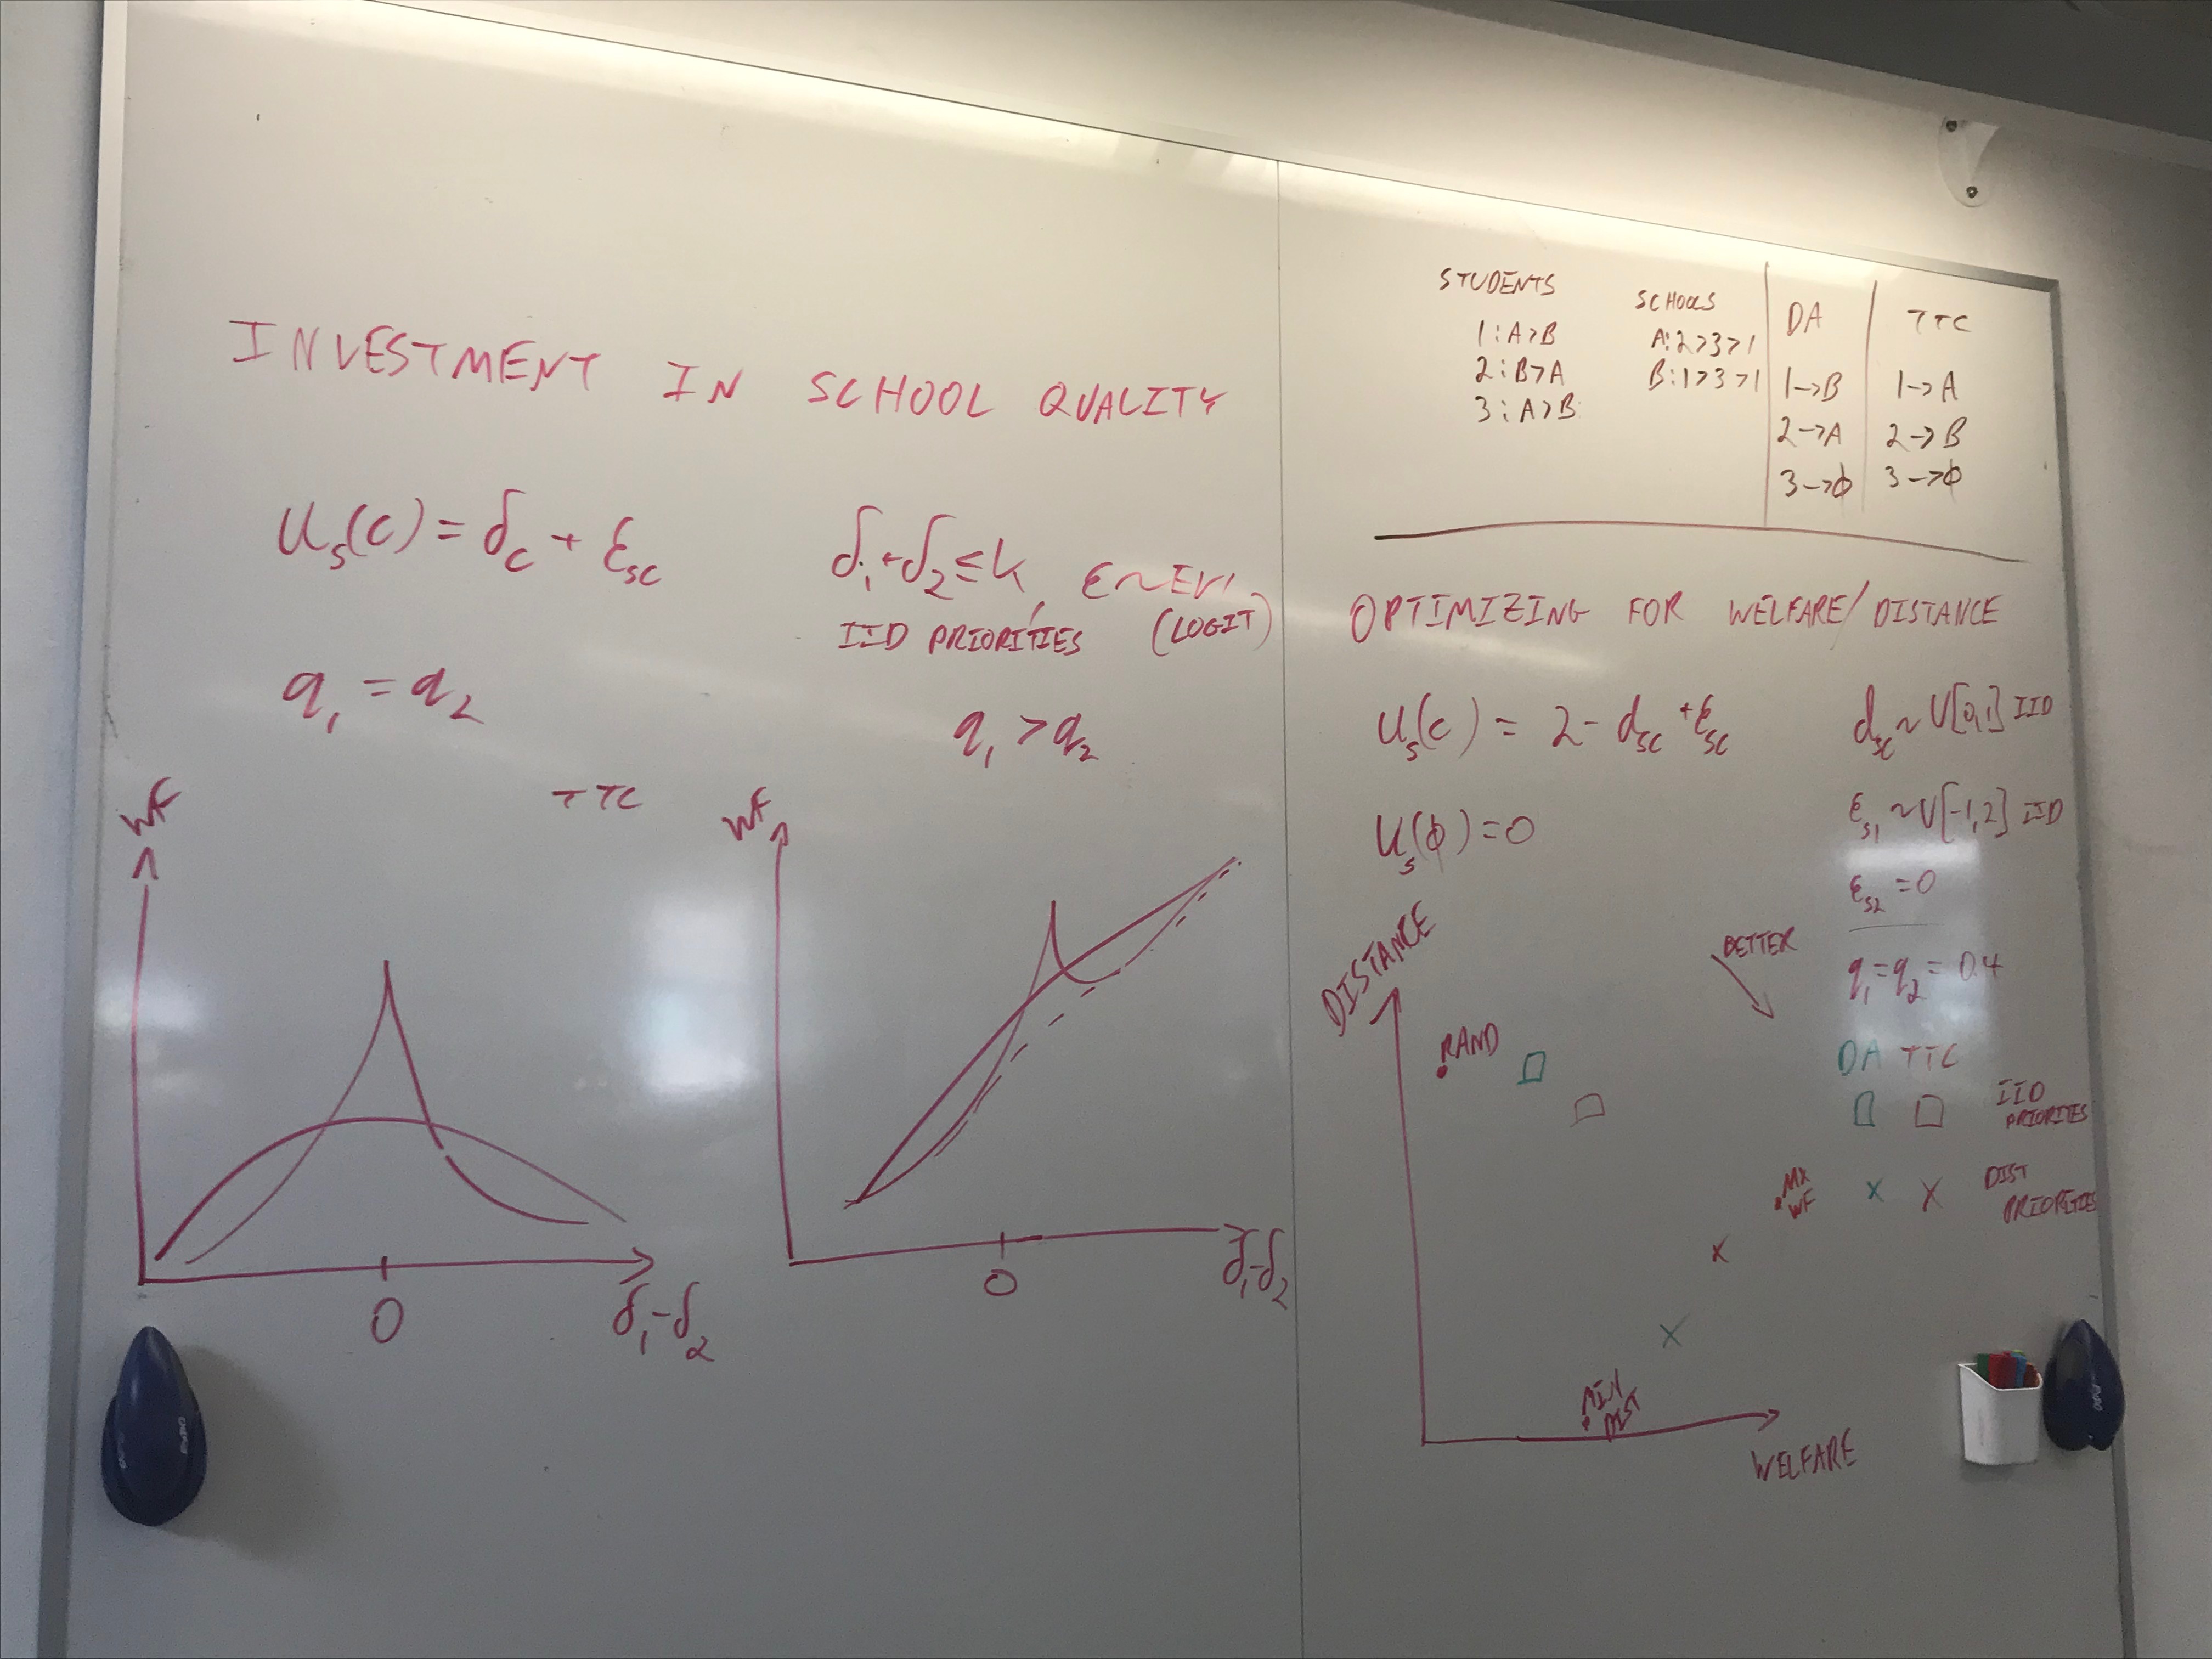 INVESTMENT IN SCHOOL QUALITY
u_s(c) = δ_c + ε_sc
δ_1 + δ_2 ≤ k, ε ~ EV1
IID PRIORITIES (LOGIT)
q_1 = q_2
q_1 > q_2
TTC
WF
0
δ_1 - δ_2
WF
0
δ_1 - δ_2
STUDENTS
1: A>B
2: B>A
3: A>B
SCHOOLS
A: 2>3>1
B: 1>3>1
DA
1→B
2→A
3→ϕ
TTC
1→A
2→B
3→ϕ
OPTIMIZING FOR WELFARE/DISTANCE
u_s(c) = 2 - d_sc + ε_sc
d_sc ~ U[0,1] IID
u_s(ϕ) = 0
ε_s1 ~ U[-1,2] IID
ε_s2 = 0
q_1 = q_2 = 0.4
DISTANCE
BETTER
RAND
DA TTC
IID
PRIORITIES
MX
WF
DIST
PRIORITIES
MIN
DIST
WELFARE